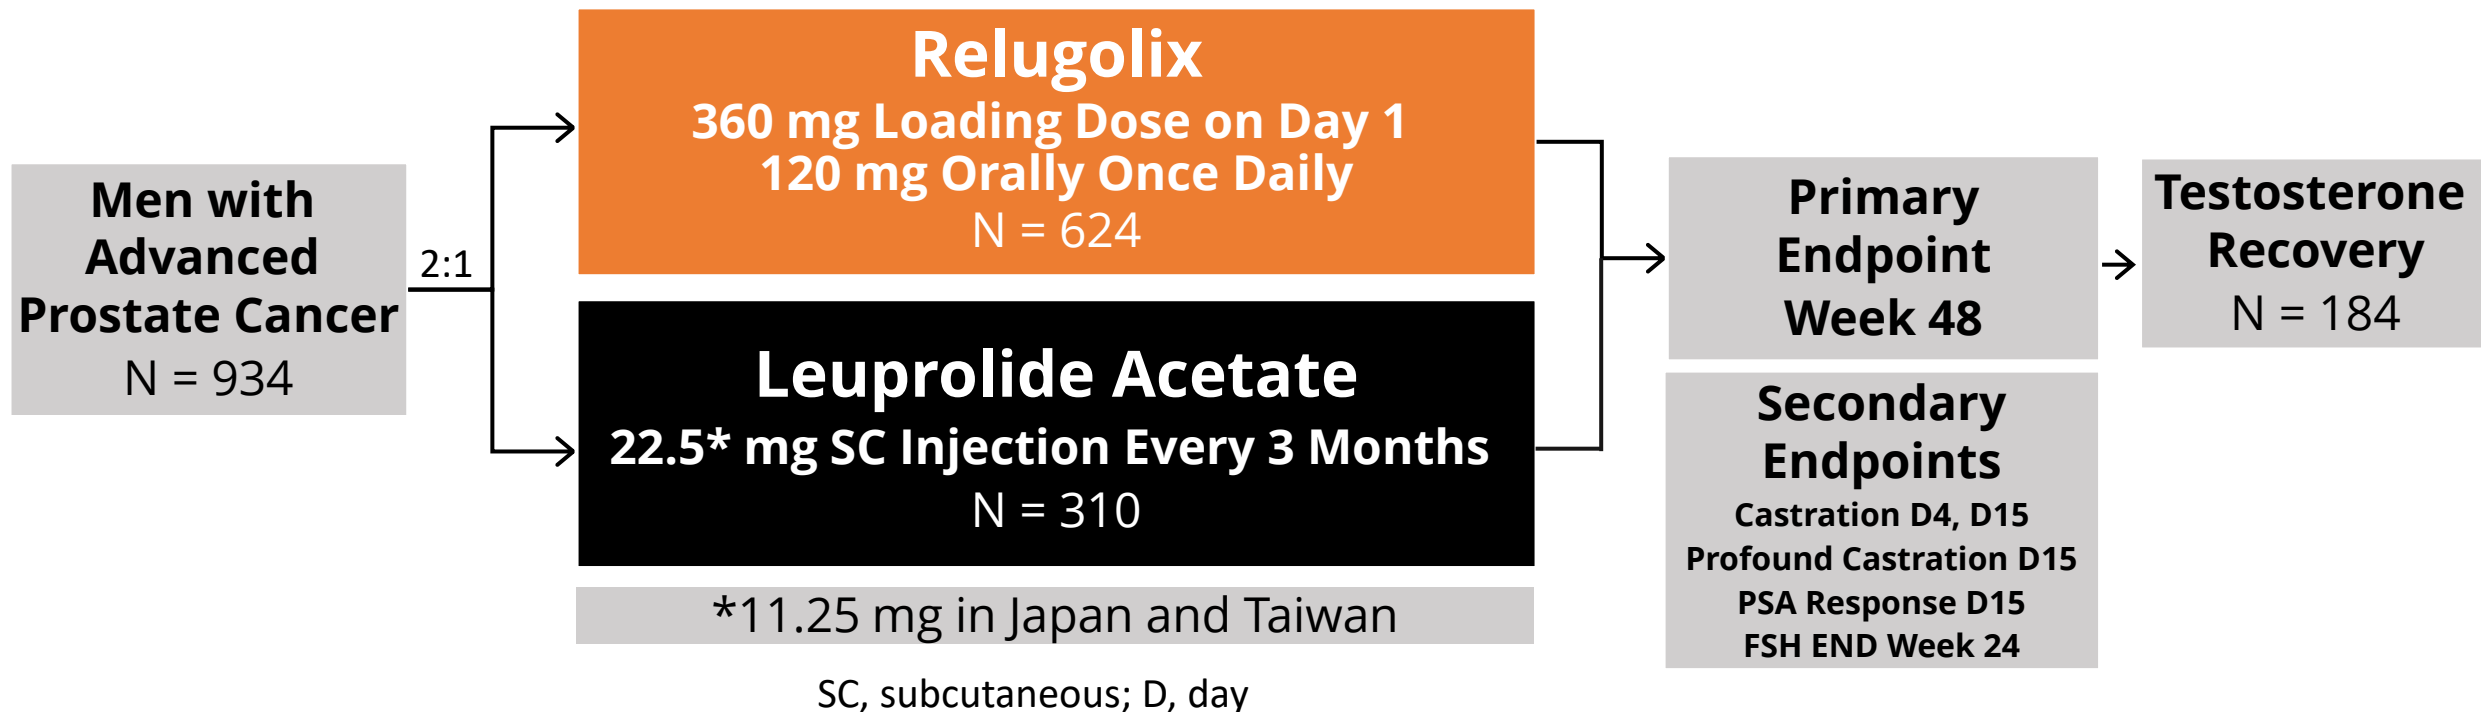 Men with
Advanced
Prostate Cancer
N = 934
2:1
Relugolix
360 mg Loading Dose on Day 1
120 mg Orally Once Daily
N = 624
Leuprolide Acetate
22.5* mg SC Injection Every 3 Months
N = 310
*11.25 mg in Japan and Taiwan
SC, subcutaneous; D, day
Primary
Endpoint
Week 48
Secondary
Endpoints
Castration D4, D15
Profound Castration D15
PSA Response D15
FSH END Week 24
Testosterone
Recovery
N = 184